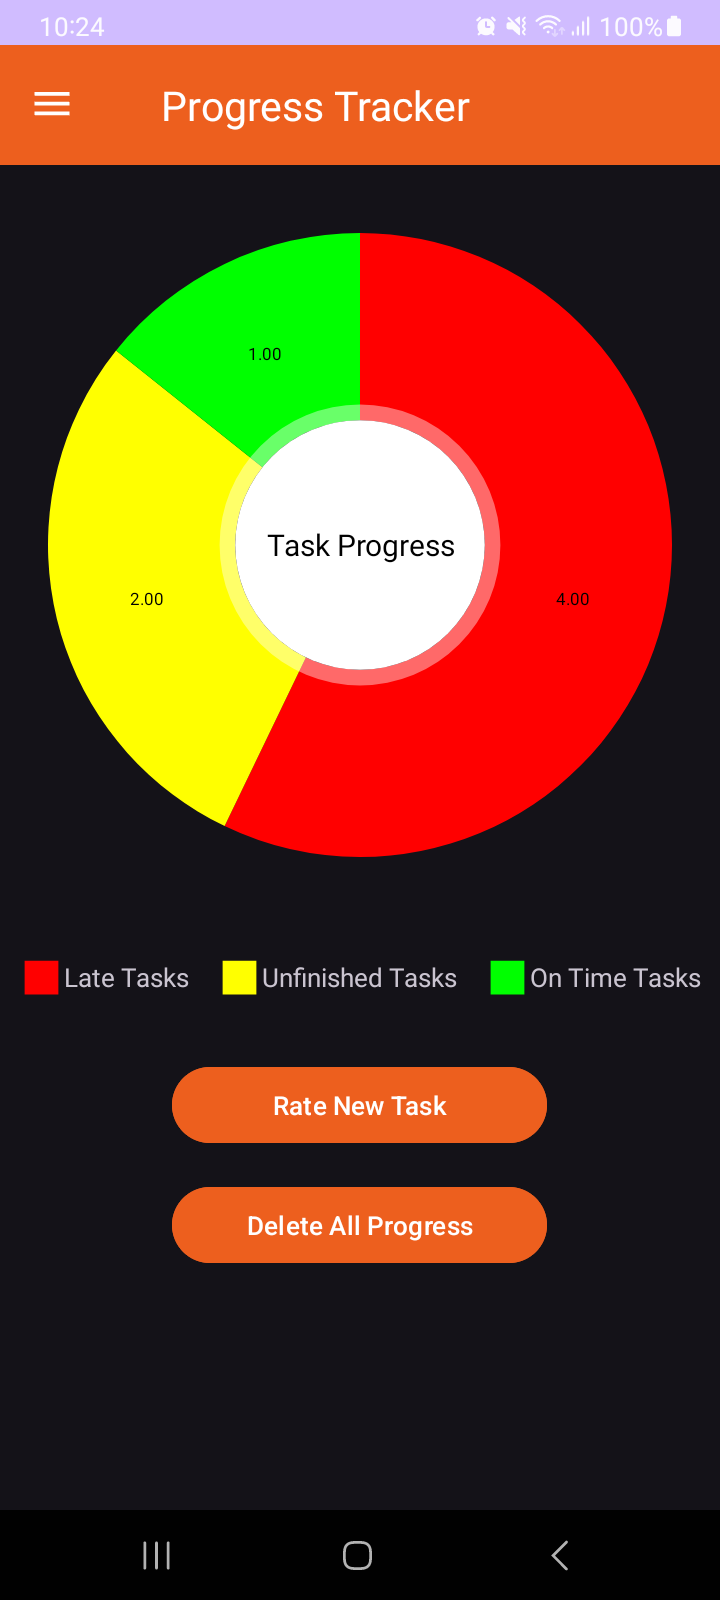 10:24 100%
Progress Tracker
1.00
Task Progress
2.00 4.00
Late Tasks Unfinished Tasks On Time Tasks
Rate New Task
Delete All Progress